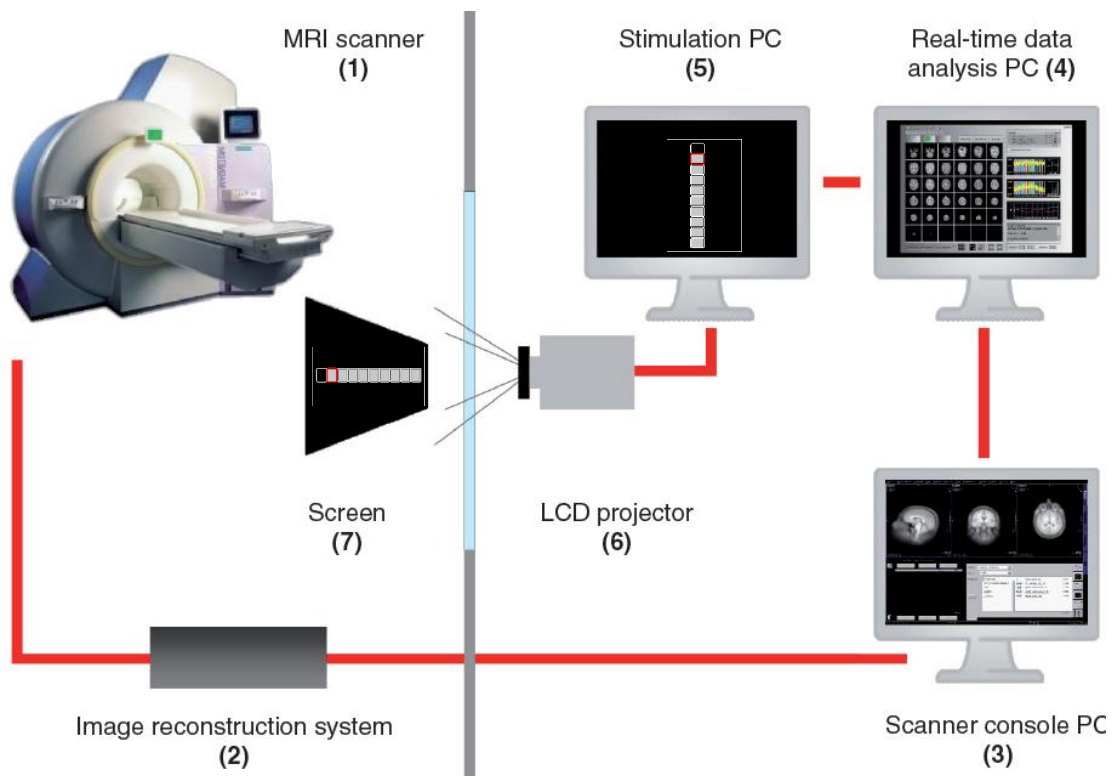 MRI scanner
(1)
Stimulation PC
(5)
Real-time data
analysis PC (4)
Screen
(7)
LCD projector
(6)
Image reconstruction system
(2)
Scanner console PC
(3)